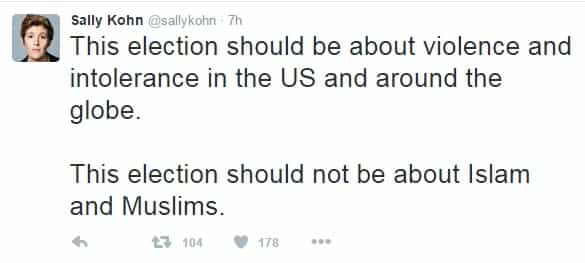 Sally Kohn @sallykohn · 7h
This election should be about violence and
intolerance in the US and around the
globe.
This election should not be about Islam
and Muslims.
104 178